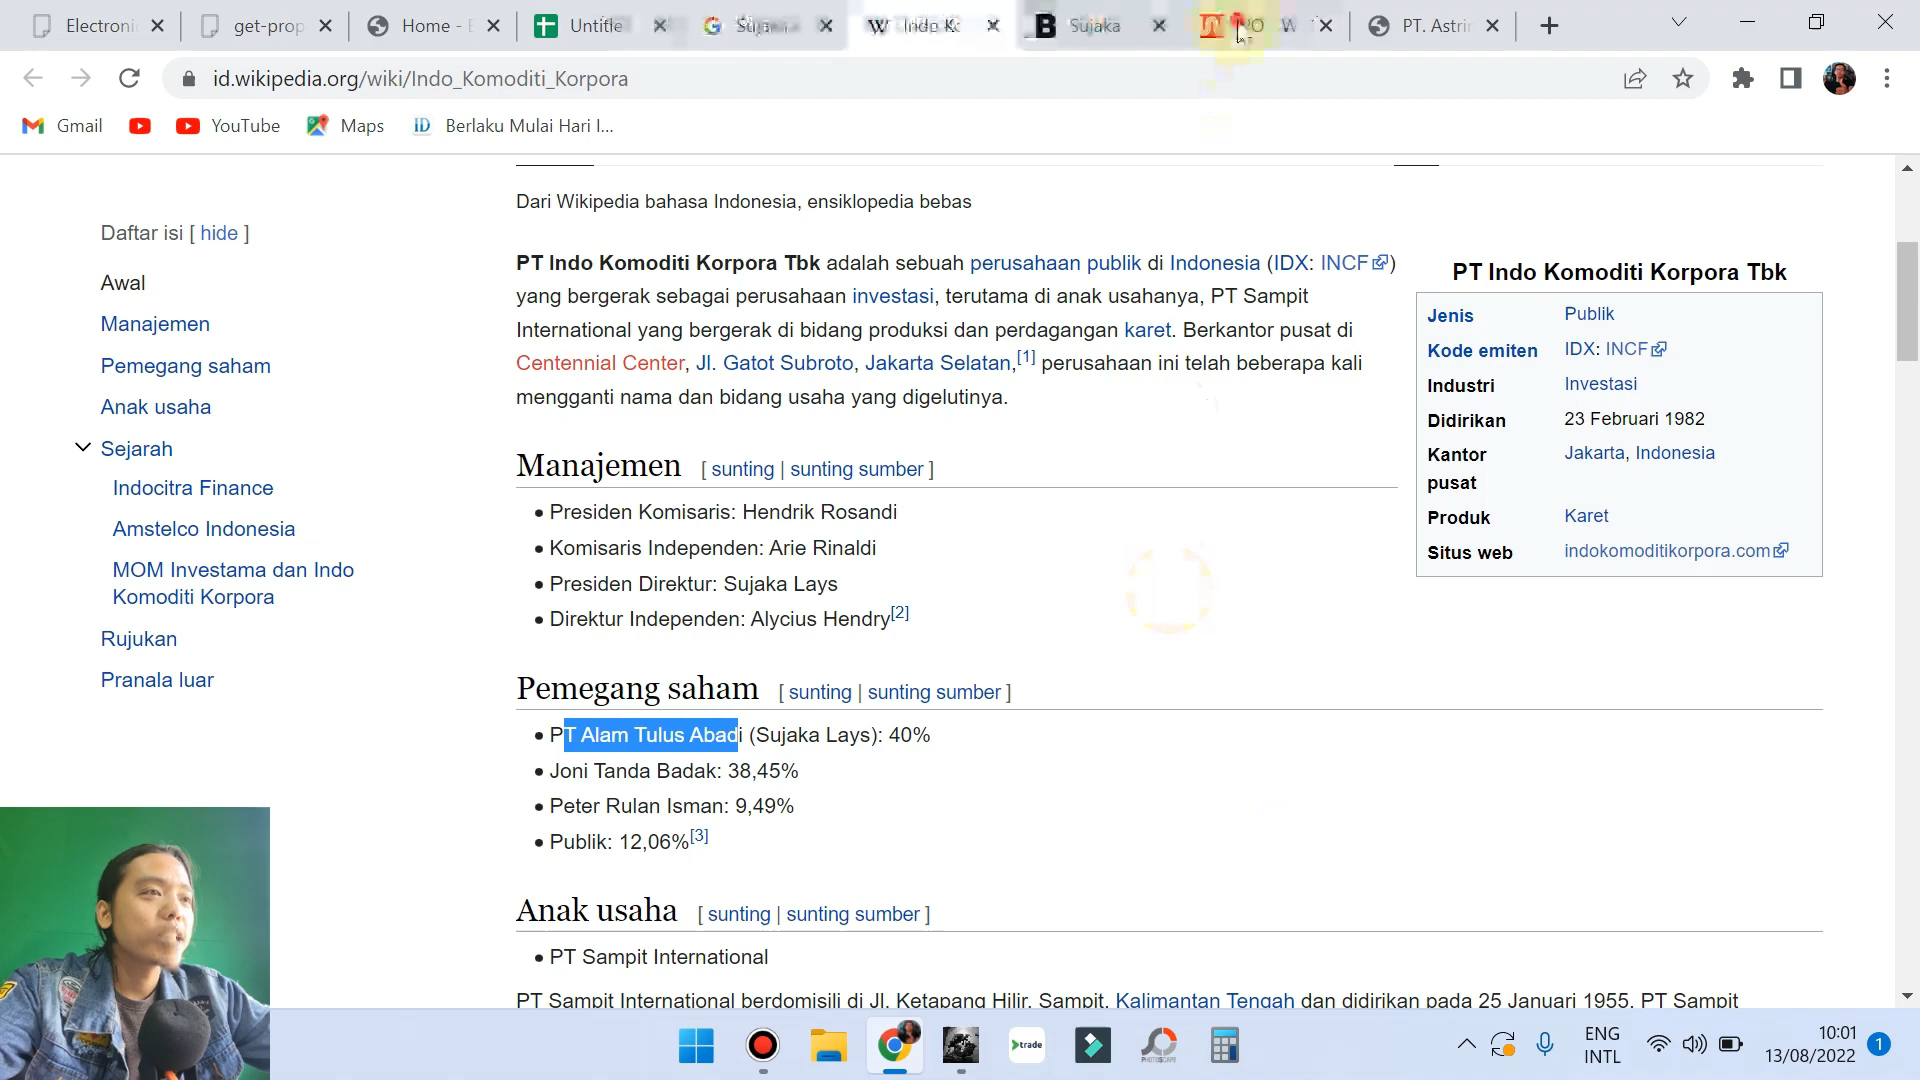 Electronic
get-prop
Home - E
Untitle
Indo Ko
Sujaka
PT. Astrin
id.wikipedia.org/wiki/Indo_Komoditi_Korpora
Gmail
YouTube
Maps
ID
Berlaku Mulai Hari I...
Dari Wikipedia bahasa Indonesia, ensiklopedia bebas
Daftar isi [ hide ]
Awal
Manajemen
Pemegang saham
Anak usaha
Sejarah
Indocitra Finance
Amstelco Indonesia
MOM Investama dan Indo
Komoditi Korpora
Rujukan
Pranala luar
PT Indo Komoditi Korpora Tbk adalah sebuah perusahaan publik di Indonesia (IDX: INCF)
yang bergerak sebagai perusahaan investasi, terutama di anak usahanya, PT Sampit
International yang bergerak di bidang produksi dan perdagangan karet. Berkantor pusat di
Centennial Center, Jl. Gatot Subroto, Jakarta Selatan,[1] perusahaan ini telah beberapa kali
mengganti nama dan bidang usaha yang digelutinya.
PT Indo Komoditi Korpora Tbk
Jenis Publik
Kode emiten IDX: INCF
Industri Investasi
Didirikan 23 Februari 1982
Kantor Jakarta, Indonesia
pusat
Produk Karet
Situs web indokomoditikorpora.com
Manajemen [ sunting | sunting sumber ]
• Presiden Komisaris: Hendrik Rosandi
• Komisaris Independen: Arie Rinaldi
• Presiden Direktur: Sujaka Lays
• Direktur Independen: Alycius Hendry[2]
Pemegang saham [ sunting | sunting sumber ]
• PT Alam Tulus Abadi (Sujaka Lays): 40%
• Joni Tanda Badak: 38,45%
• Peter Rulan Isman: 9,49%
• Publik: 12,06%[3]
Anak usaha [ sunting | sunting sumber ]
• PT Sampit International
PT Sampit International berdomisili di Jl. Ketapang Hilir, Sampit, Kalimantan Tengah dan didirikan pada 25 Januari 1955. PT Sampit
trade
PHOTOSCAPE
ENG
INTL
10:01
13/08/2022
1